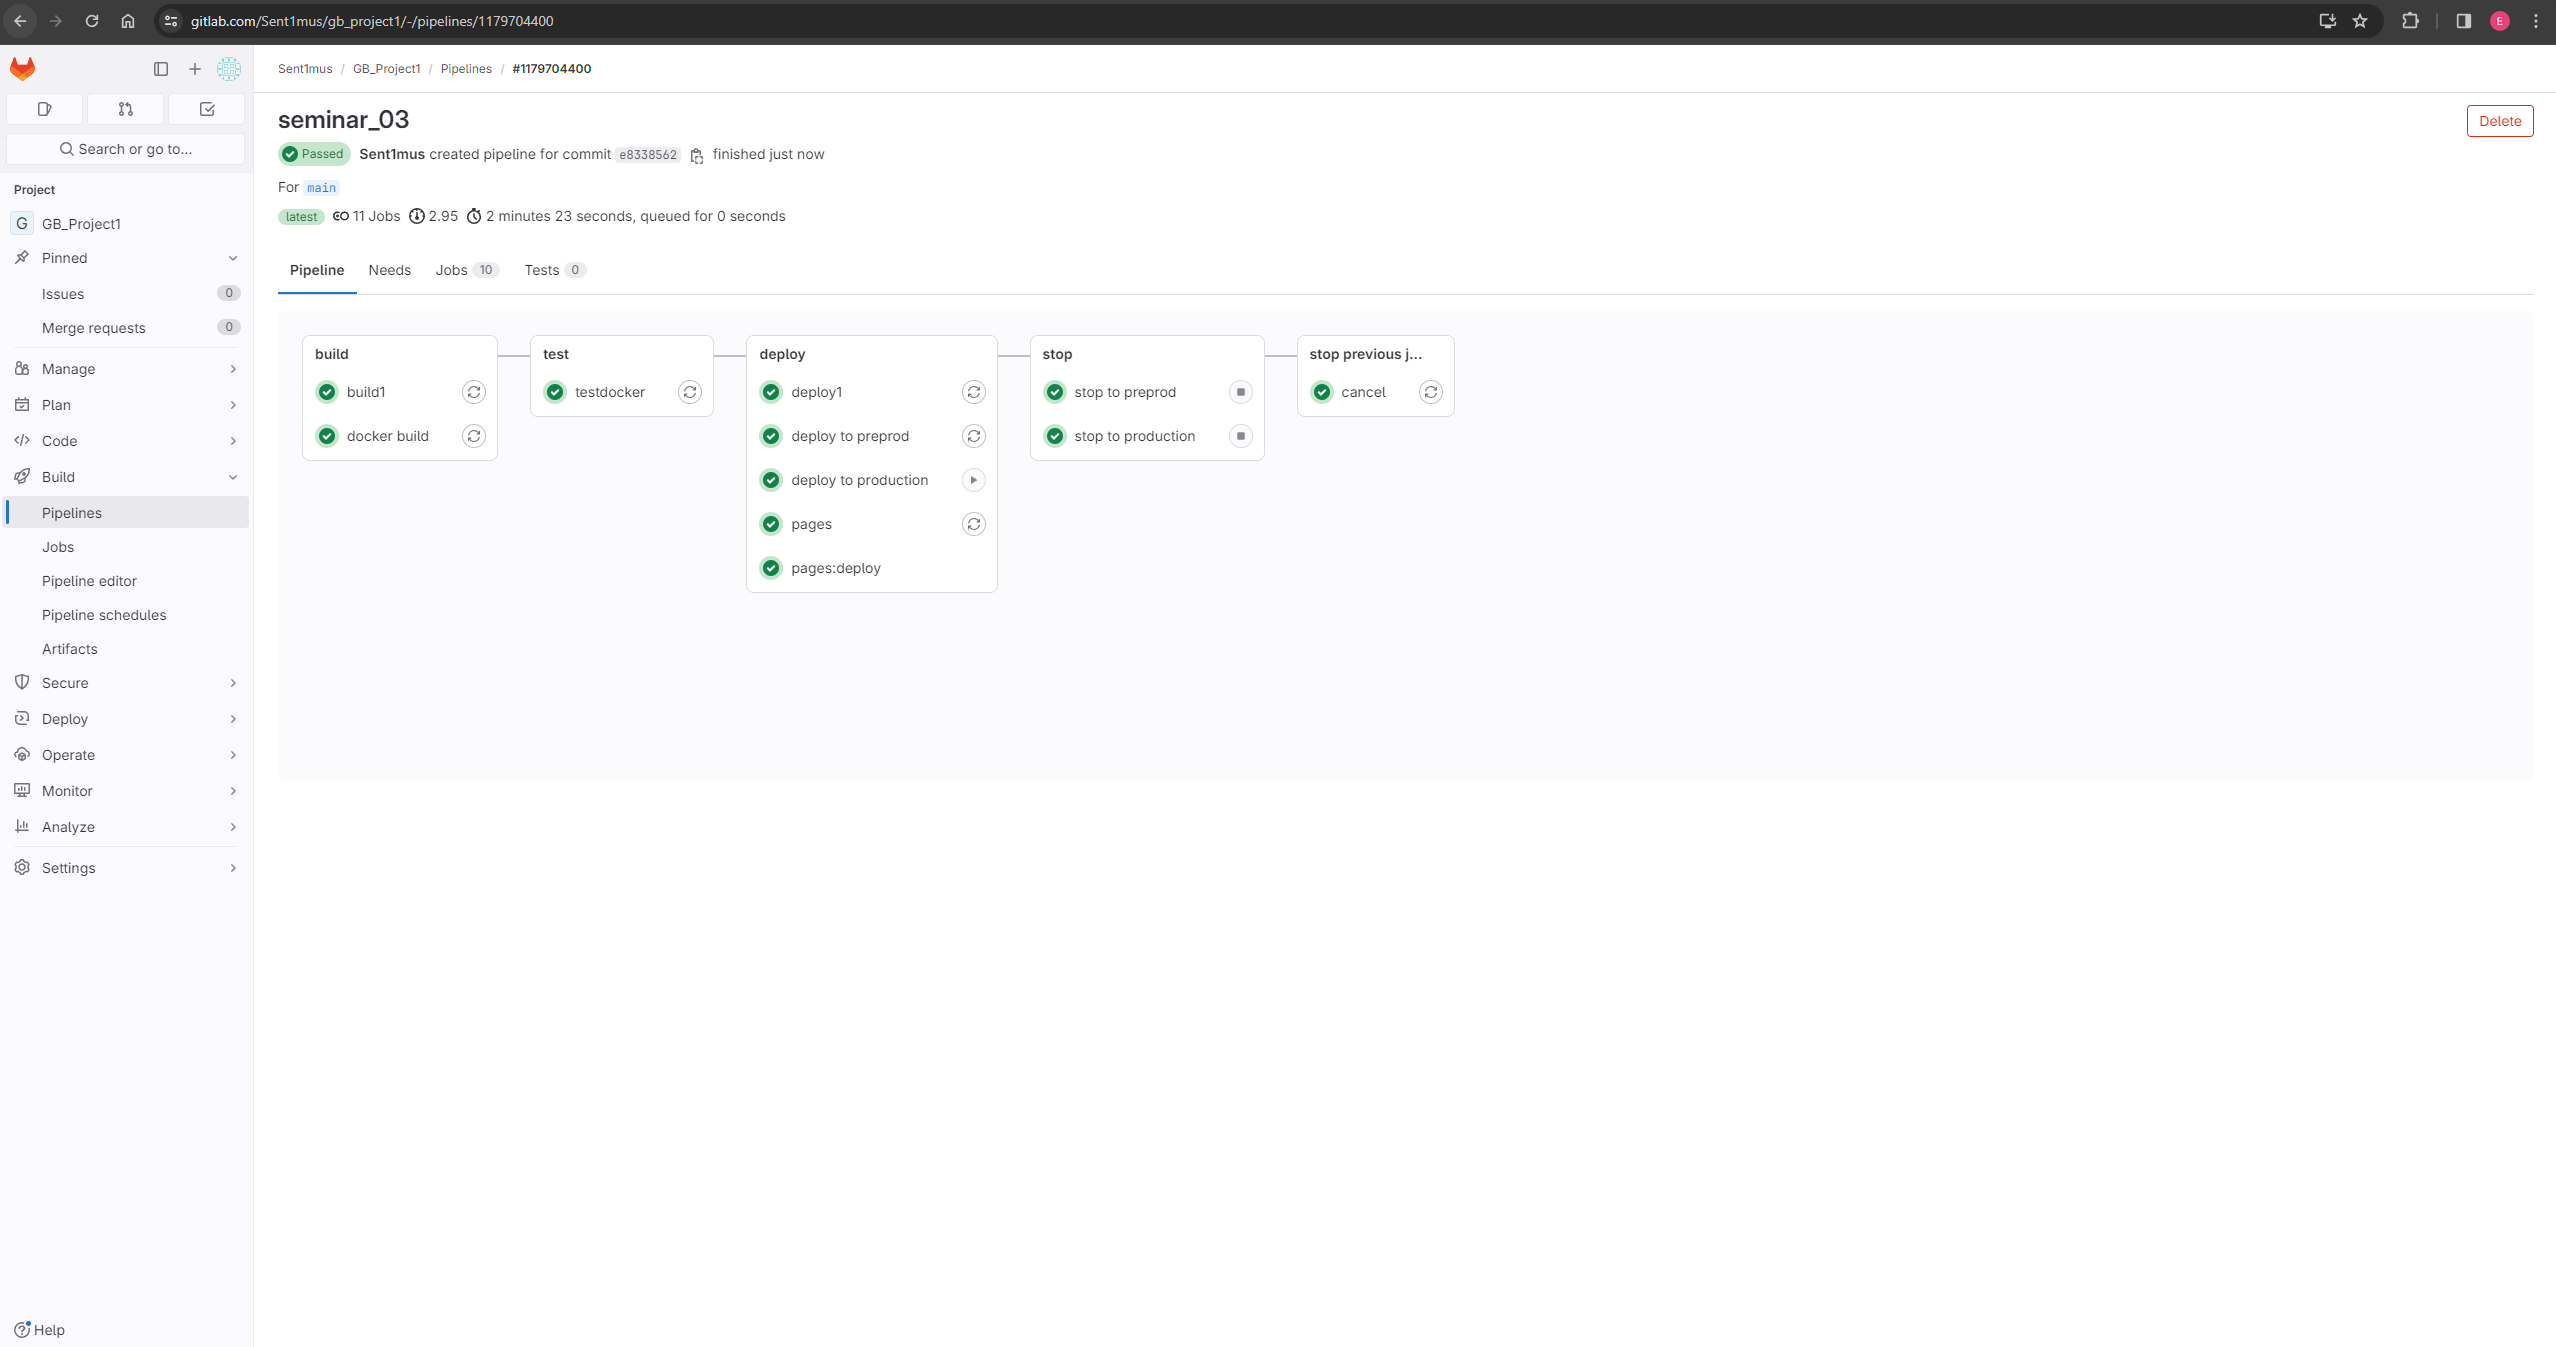 gitlab.com/Sent1mus/gb_project1/-/pipelines/1179704400
E
Sent1mus / GB_Project1 / Pipelines / #1179704400
Search or go to...
Project
G GB_Project1
Pinned
Issues 0
Merge requests 0
Manage
Plan
Code
Build
Pipelines
Jobs
Pipeline editor
Pipeline schedules
Artifacts
Secure
Deploy
Operate
Monitor
Analyze
Settings
Help
seminar_03
Delete
Passed Sent1mus created pipeline for commit e8338562 finished just now
For main
latest 11 Jobs 2.95 2 minutes 23 seconds, queued for 0 seconds
Pipeline Needs Jobs 10 Tests 0
build
build1
docker build
test
testdocker
deploy
deploy1
deploy to preprod
deploy to production
pages
pages:deploy
stop
stop to preprod
stop to production
stop previous j...
cancel